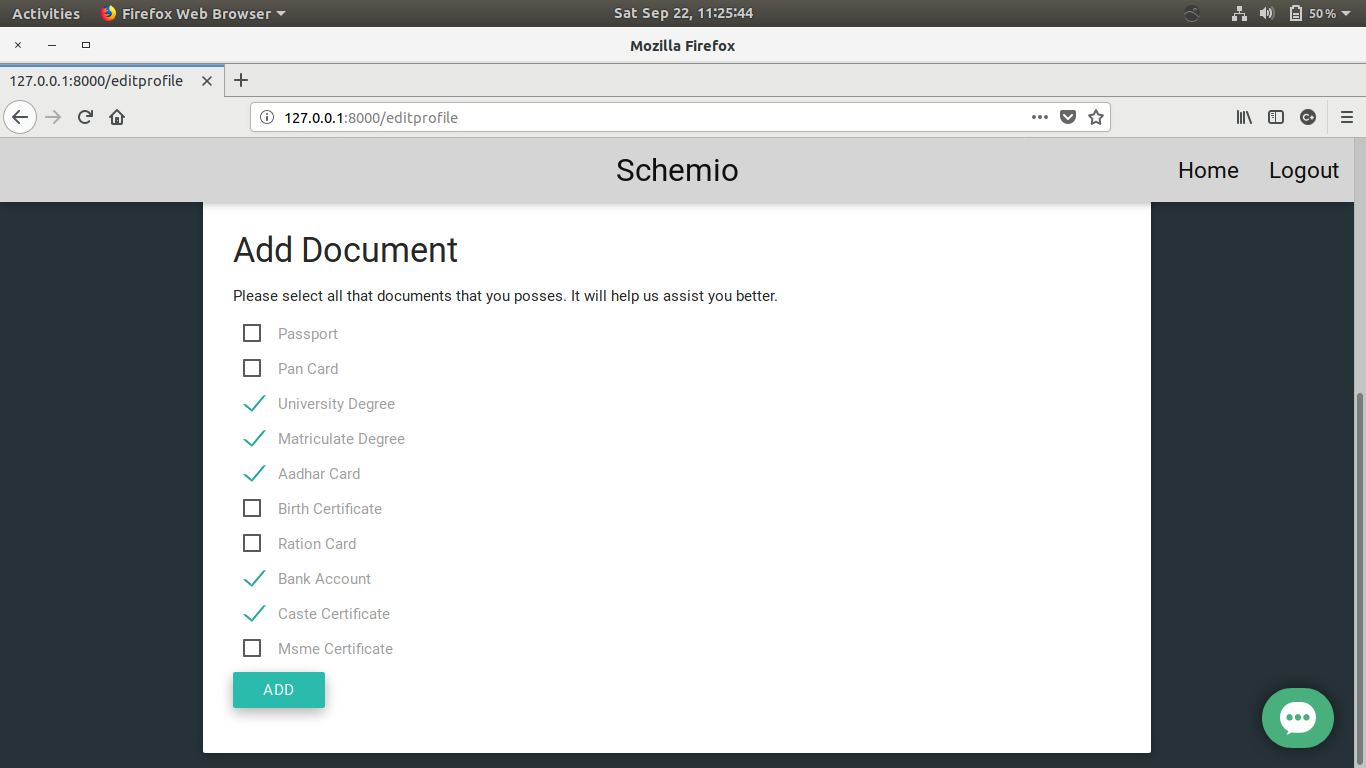 Activities Firefox Web Browser Sat Sep 22, 11:25:44 50%
Mozilla Firefox
127.0.0.1:8000/editprofile
127.0.0.1:8000/editprofile
Schemio Home Logout
Add Document
Please select all that documents that you posses. It will help us assist you better.
Passport
Pan Card
University Degree
Matriculate Degree
Aadhar Card
Birth Certificate
Ration Card
Bank Account
Caste Certificate
Msme Certificate
ADD